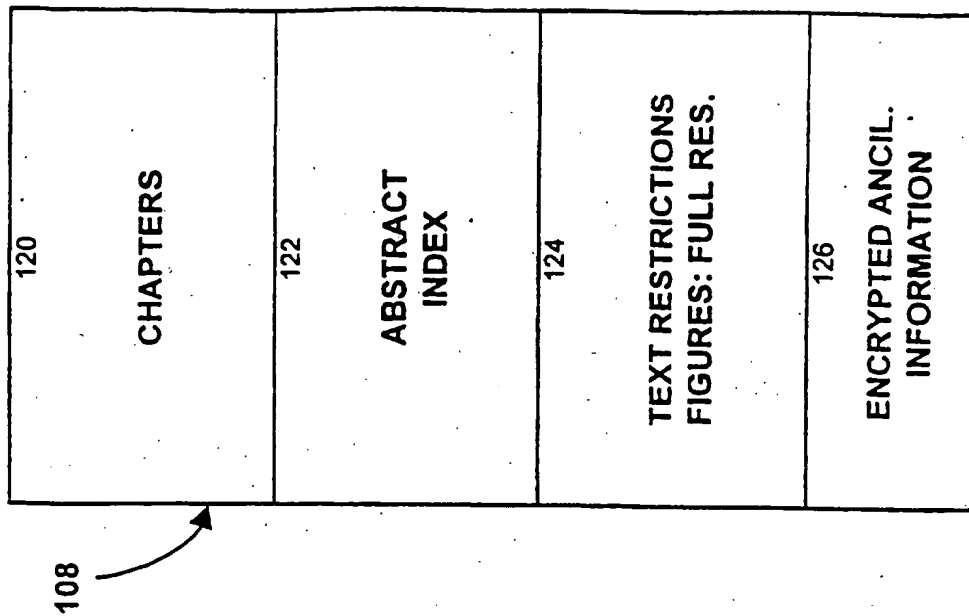 108
120
CHAPTERS
122
ABSTRACT
INDEX
124
TEXT RESTRICTIONS
FIGURES: FULL RES.
126
ENCRYPTED ANCIL.
INFORMATION